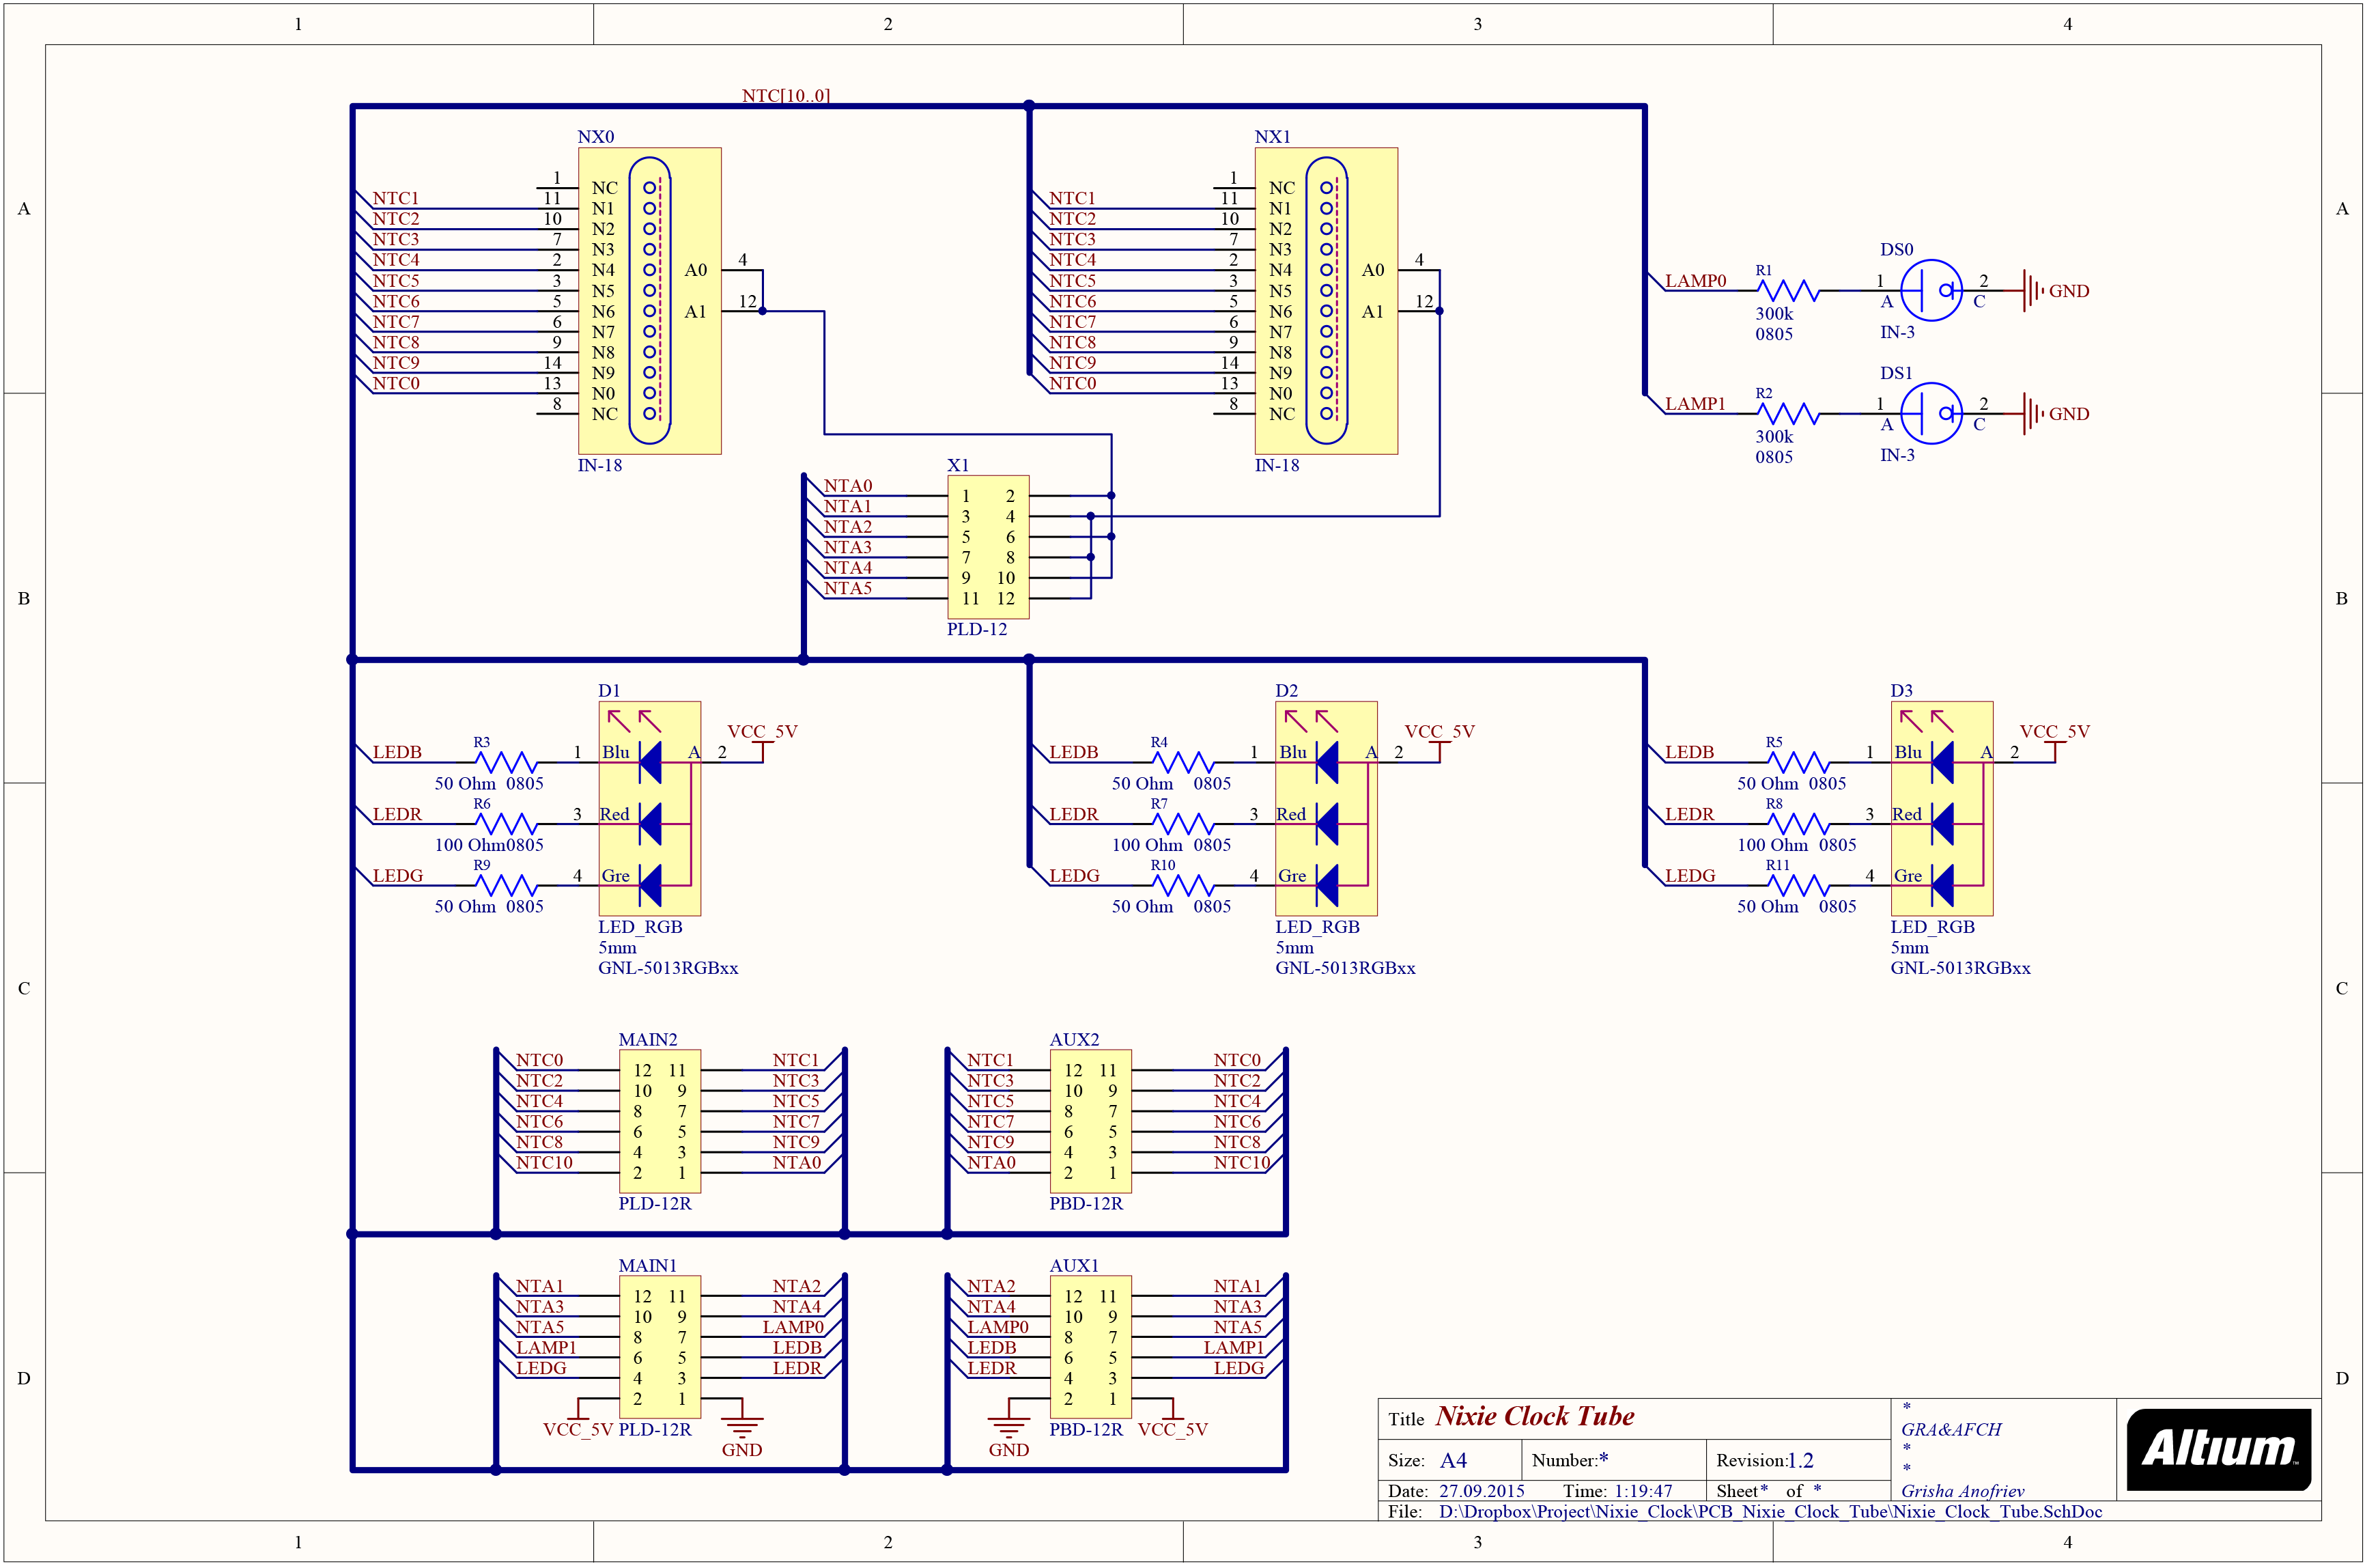 1 2 3 4
NTC[10..0]
NX0
NX1
A
A
1 NC
NTC1 11 N1
NTC2 10 N2
NTC3 7 N3
NTC4 2 N4
NTC5 3 N5
NTC6 5 N6
NTC7 6 N7
NTC8 9 N8
NTC9 14 N9
NTC0 13 N0
8 NC
A0 4
A1 12
IN-18
1 NC
NTC1 11 N1
NTC2 10 N2
NTC3 7 N3
NTC4 2 N4
NTC5 3 N5
NTC6 5 N6
NTC7 6 N7
NTC8 9 N8
NTC9 14 N9
NTC0 13 N0
8 NC
A0 4
A1 12
IN-18
DS0
LAMP0 R1 1 2 GND
300k A C
0805 IN-3
DS1
LAMP1 R2 1 2 GND
300k A C
0805 IN-3
X1
NTA0 1 2
NTA1 3 4
NTA2 5 6
NTA3 7 8
NTA4 9 10
NTA5 11 12
PLD-12
B
B
D1
VCC_5V
LEDB R3 1 Blu A 2
50 Ohm 0805
LEDR R6 3 Red
100 Ohm0805
LEDG R9 4 Gre
50 Ohm 0805
LED_RGB
5mm
GNL-5013RGBxx
D2
VCC_5V
LEDB R4 1 Blu A 2
50 Ohm 0805
LEDR R7 3 Red
100 Ohm 0805
LEDG R10 4 Gre
50 Ohm 0805
LED_RGB
5mm
GNL-5013RGBxx
D3
VCC_5V
LEDB R5 1 Blu A 2
50 Ohm 0805
LEDR R8 3 Red
100 Ohm 0805
LEDG R11 4 Gre
50 Ohm 0805
LED_RGB
5mm
GNL-5013RGBxx
C
C
MAIN2
NTC0 12 11 NTC1
NTC2 10 9 NTC3
NTC4 8 7 NTC5
NTC6 6 5 NTC7
NTC8 4 3 NTC9
NTC10 2 1 NTA0
PLD-12R
AUX2
NTC1 12 11 NTC0
NTC3 10 9 NTC2
NTC5 8 7 NTC4
NTC7 6 5 NTC6
NTC9 4 3 NTC8
NTA0 2 1 NTC10
PBD-12R
MAIN1
NTA1 12 11 NTA2
NTA3 10 9 NTA4
NTA5 8 7 LAMP0
LAMP1 6 5 LEDB
LEDG 4 3 LEDR
2 1
VCC_5V PLD-12R GND
AUX1
NTA2 12 11 NTA1
NTA4 10 9 NTA3
LAMP0 8 7 NTA5
LEDB 6 5 LAMP1
LEDR 4 3 LEDG
2 1
GND PBD-12R VCC_5V
D
D
Title Nixie Clock Tube
Size: A4 Number:* Revision:1.2
Date: 27.09.2015 Time: 1:19:47 Sheet* of *
File: D:\Dropbox\Project\Nixie_Clock\PCB_Nixie_Clock_Tube\Nixie_Clock_Tube.SchDoc
*
GRA&AFCH
*
*
Grisha Anofriev
Altium
1 2 3 4